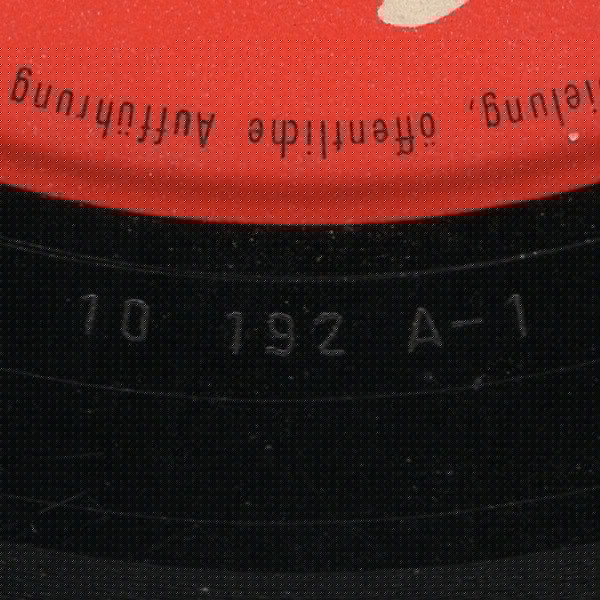 ielung, öffentliche Aufführung
10 192 A-1